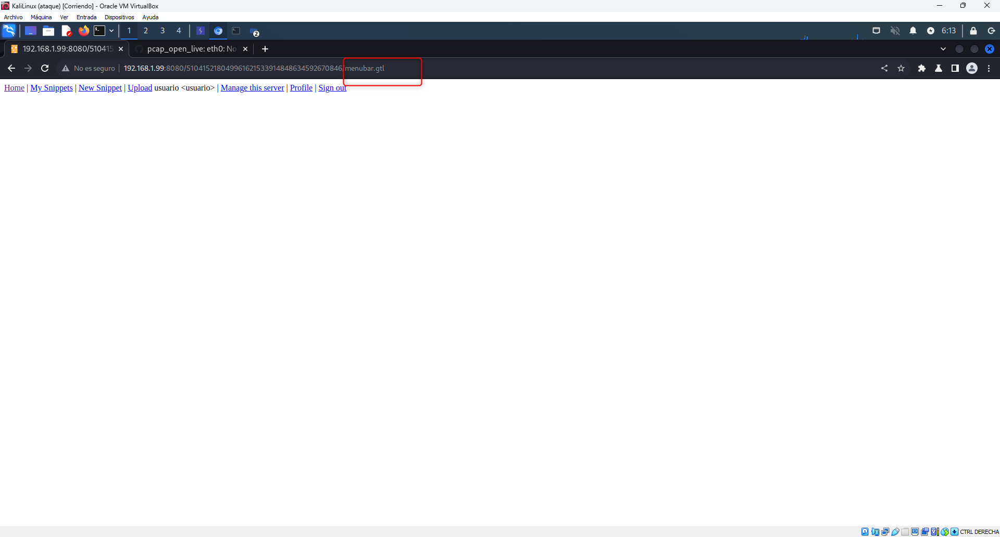 KaliLinux (ataque) [Corriendo] - Oracle VM VirtualBox
Archivo Máquina Ver Entrada Dispositivos Ayuda
1 2 3 4 2 6:13
192.168.1.99:8080/510415 pcap_open_live: eth0: No
No es seguro 192.168.1.99:8080/510415218049961621533914848634592670846/menubar.gtl
Home | My Snippets | New Snippet | Upload usuario <usuario> | Manage this server | Profile | Sign out
CTRL DERECHA